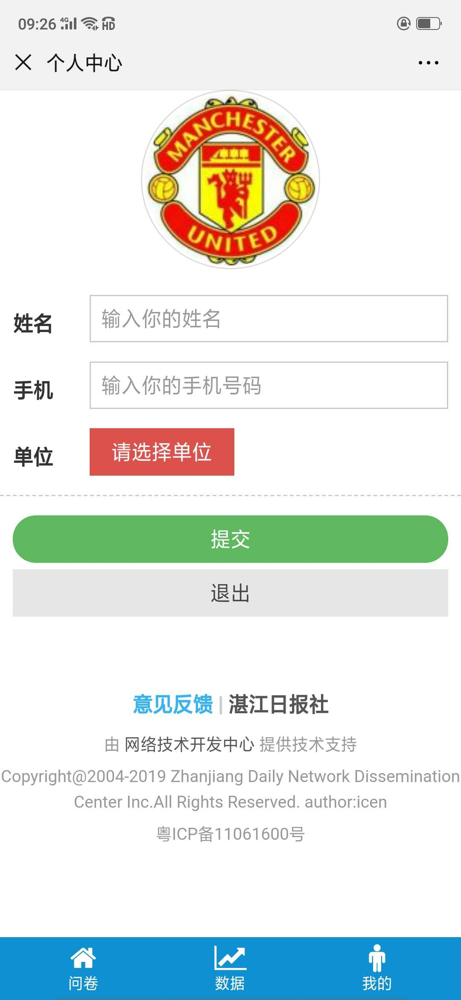 09:26 4G HD
个人中心
MANCHESTER
UNITED
姓名 输入你的姓名
手机 输入你的手机号码
单位 请选择单位
提交
退出
意见反馈 | 湛江日报社
由 网络技术开发中心 提供技术支持
Copyright@2004-2019 Zhanjiang Daily Network Dissemination
Center Inc.All Rights Reserved. author:icen
粤ICP备11061600号
问卷 数据 我的